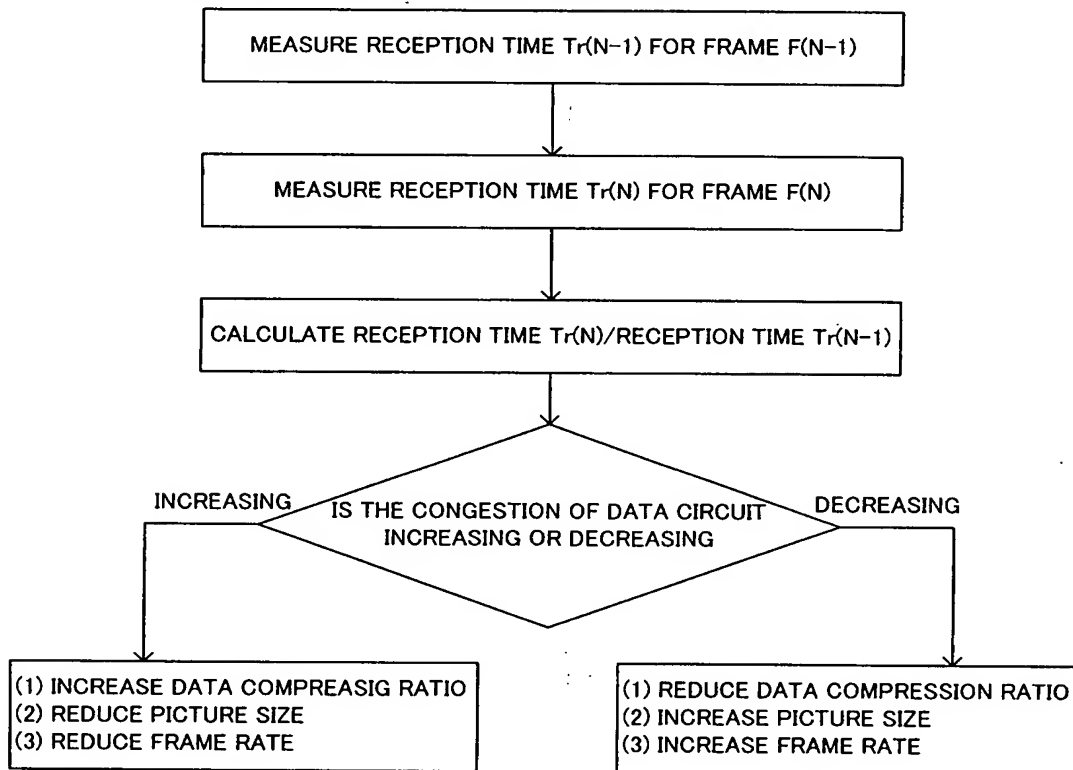 MEASURE RECEPTION TIME Tr(N-1) FOR FRAME F(N-1)
MEASURE RECEPTION TIME Tr(N) FOR FRAME F(N)
CALCULATE RECEPTION TIME Tr(N)/RECEPTION TIME Tr(N-1)
IS THE CONGESTION OF DATA CIRCUIT
INCREASING OR DECREASING
INCREASING
DECREASING
(1) INCREASE DATA COMPREASIG RATIO
(2) REDUCE PICTURE SIZE
(3) REDUCE FRAME RATE
(1) REDUCE DATA COMPRESSION RATIO
(2) INCREASE PICTURE SIZE
(3) INCREASE FRAME RATE